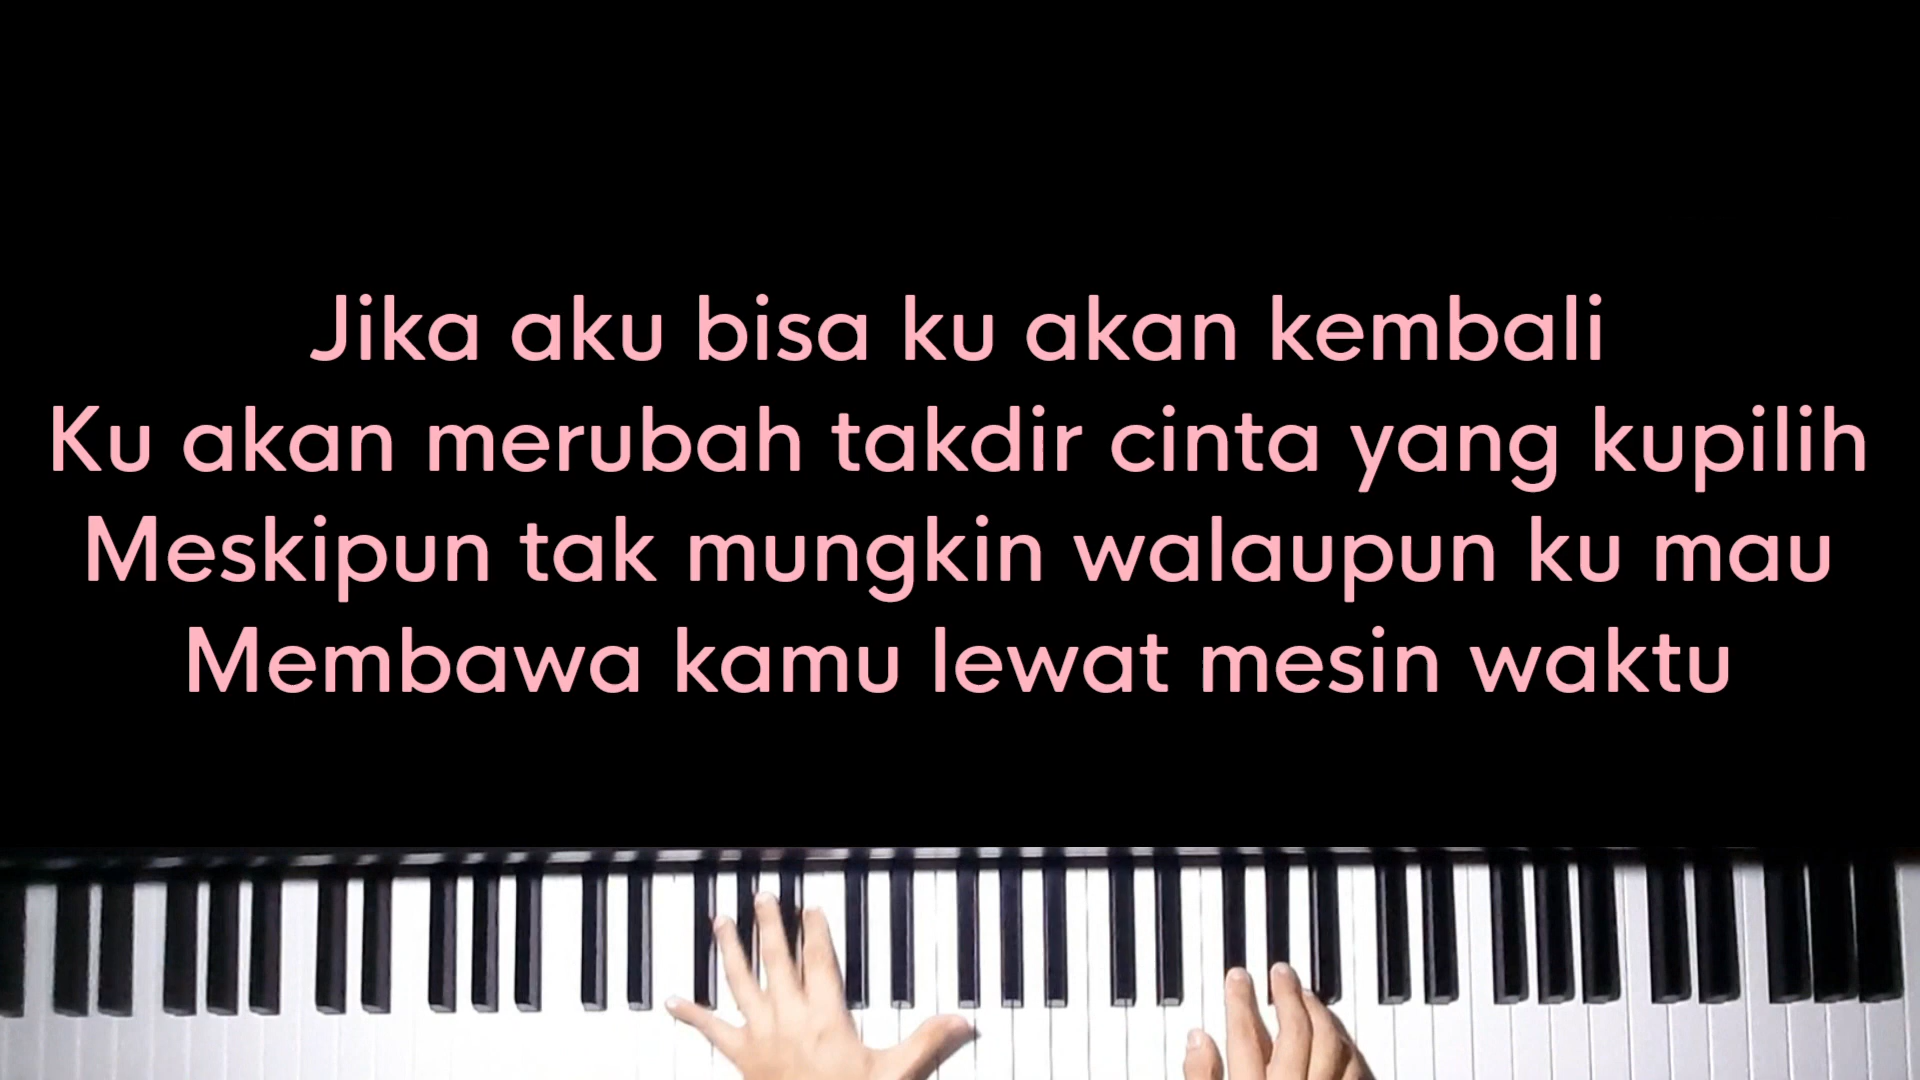 Jika aku bisa ku akan kembali
Ku akan merubah takdir cinta yang kupilih
Meskipun tak mungkin walaupun ku mau
Membawa kamu lewat mesin waktu